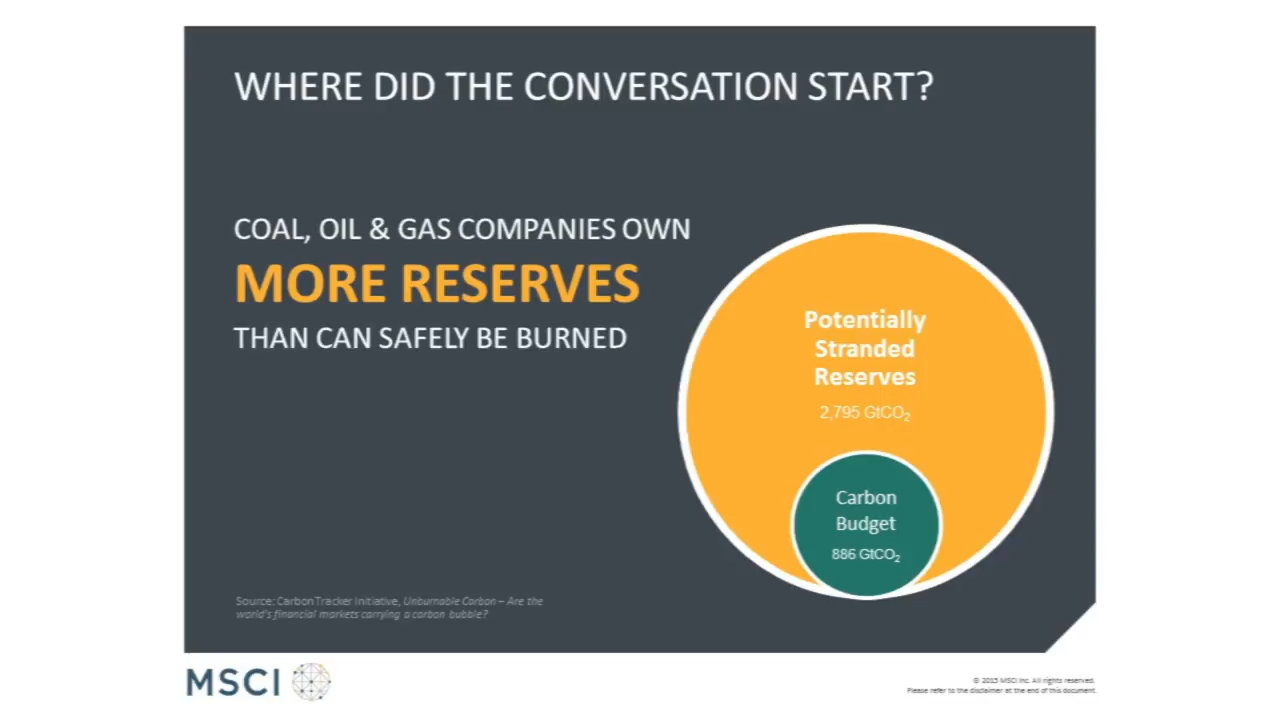 WHERE DID THE CONVERSATION START?
COAL, OIL & GAS COMPANIES OWN
MORE RESERVES
THAN CAN SAFELY BE BURNED
Potentially
Stranded
Reserves
2,795 GtCO₂
Carbon
Budget
886 GtCO₂
Source: CarbonTracker Initiative, Unburnable Carbon – Are the
world's financial markets carrying a carbon bubble?
MSCI
© 2015 MSCI Inc. All rights reserved.
Please refer to the disclaimer at the end of this document.